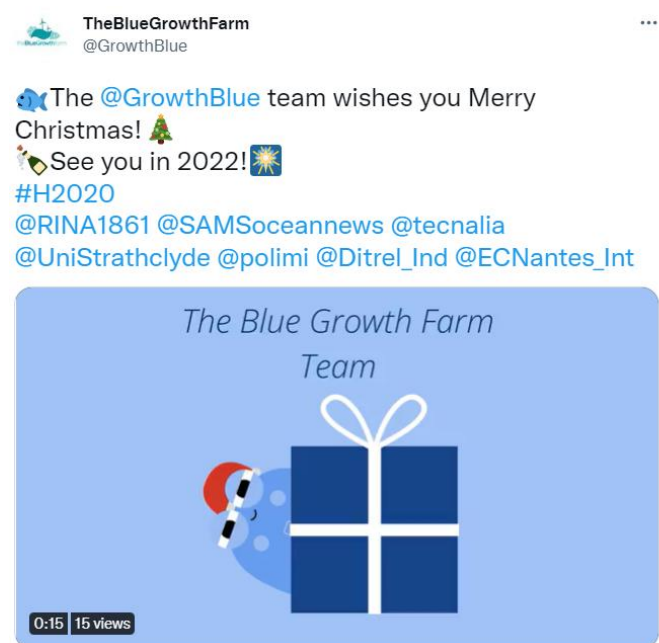 TheBlueGrowthFarm
@GrowthBlue
The @GrowthBlue team wishes you Merry
Christmas!
See you in 2022!
#H2020
@RINA1861 @SAMSoceannews @tecnalia
@UniStrathclyde @polimi @Ditrel_Ind @ECNantes_Int
The Blue Growth Farm
Team
0:15 15 views